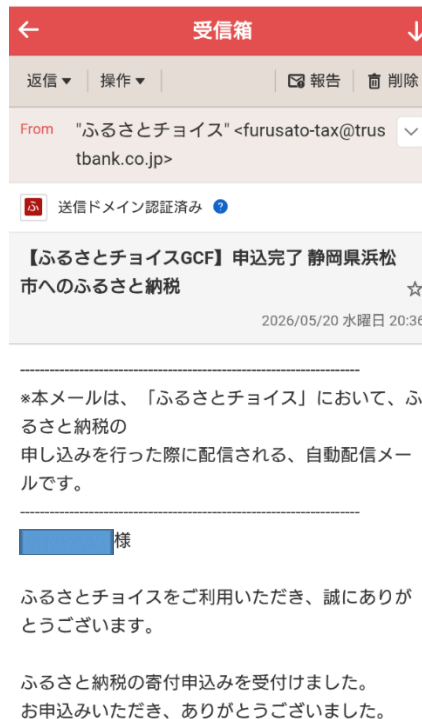 受信箱
返信▼ 操作▼ 報告 削除
From "ふるさとチョイス" <furusato-tax@trus
tbank.co.jp>
ふ 送信ドメイン認証済み ?
【ふるさとチョイスGCF】申込完了 静岡県浜松
市へのふるさと納税
2026/05/20 水曜日 20:36
--------------------------------------------------------------------
※本メールは、「ふるさとチョイス」において、ふ
るさと納税の
申し込みを行った際に配信される、自動配信メー
ルです。
--------------------------------------------------------------------
様
ふるさとチョイスをご利用いただき、誠にありが
とうございます。
ふるさと納税の寄付申込みを受付けました。
お申込みいただき、ありがとうございました。